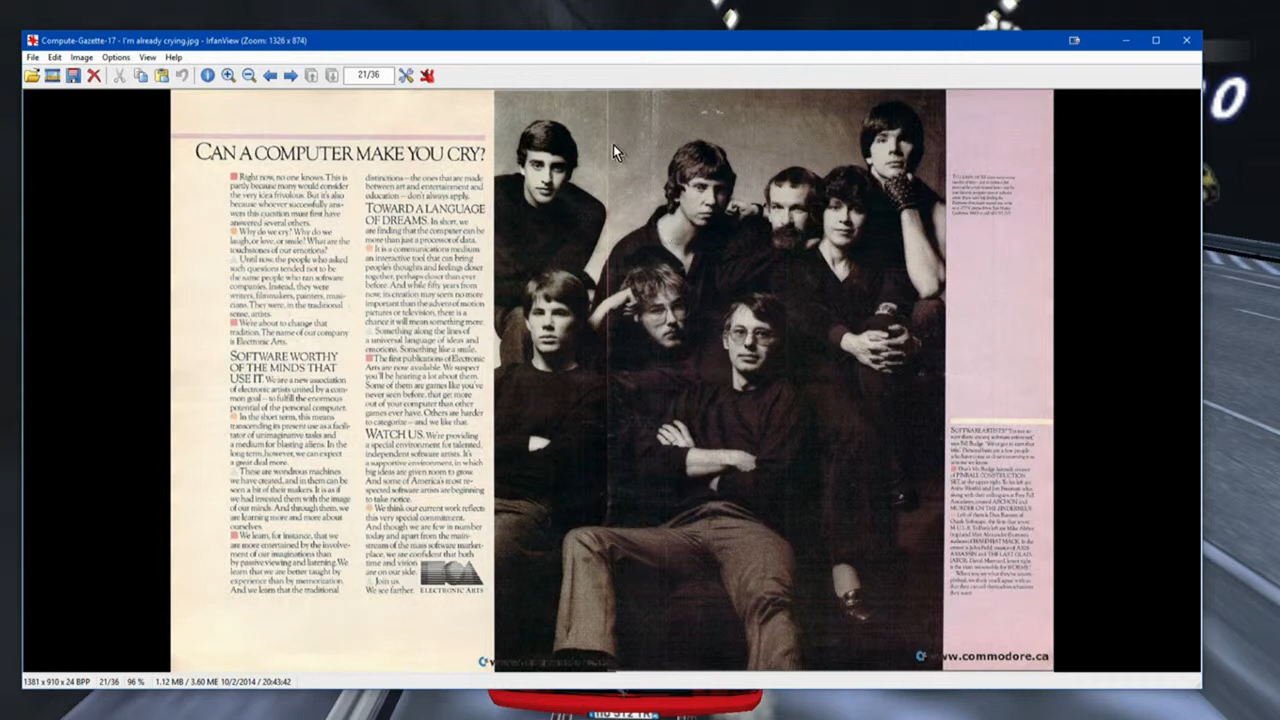 Compute-Gazette-17 - I'm already crying.jpg - IrfanView (Zoom: 1326 x 874)
File Edit Image Options View Help
21/36
CAN A COMPUTER MAKE YOU CRY?
Right now, no one knows. This is
partly because many would consider
the very idea frivolous. But it's also
because whoever successfully ans-
wers this question must first have
answered several others.
Why do we cry? Why do we
laugh, or love, or smile? What are the
touchstones of our emotions?
Until now, the people who asked
such questions tended not to be
the same people who ran software
companies. Instead, they were
writers, filmmakers, painters, musi-
cians. They were, in the traditional
sense, artists.
We're about to change that
tradition. The name of our company
is Electronic Arts.
SOFTWARE WORTHY
OF THE MINDS THAT
USE IT. We are a new association
of electronic artists united by a com-
mon goal — to fulfill the enormous
potential of the personal computer.
In the short term, this means
transcending its present use as a facili-
tator of unimaginative tasks and
a medium for blasting aliens. In the
long term, however, we can expect
a great deal more.
These are wondrous machines
we have created, and in them can be
seen a bit of their makers. It is as if
we had invested them with the image
of our minds. And through them, we
are learning more and more about
ourselves.
We learn, for instance, that we
are more entertained by the involve-
ment of our imaginations than
by passive viewing and listening. We
learn that we are better taught by
experience than by memorization.
And we learn that the traditional
distinctions — the ones that are made
between art and entertainment and
education — don't always apply.
TOWARD A LANGUAGE
OF DREAMS. In short, we
are finding that the computer can be
more than just a processor of data.
It is a communications medium:
an interactive tool that can bring
people's thoughts and feelings closer
together, perhaps closer than ever
before. And while fifty years from
now, its creation may seem no more
important than the advent of motion
pictures or television, there is a
chance it will mean something more.
Something along the lines of
a universal language of ideas and
emotions. Something like a smile.
The first publications of Electronic
Arts are now available. We suspect
you'll be hearing a lot about them.
Some of them are games like you've
never seen before, that get more
out of your computer than other
games ever have. Others are harder
to categorize — and we like that.
WATCH US. We're providing
a special environment for talented,
independent software artists. It's
a supportive environment, in which
big ideas are given room to grow.
And some of America's most re-
spected software artists are beginning
to take notice.
We think our current work reflects
this very special commitment.
And though we are few in number
today and apart from the main-
stream of the mass software market-
place, we are confident that both
time and vision
are on our side.
Join us.
We see farther.
ELECTRONIC ARTS
SOFTWARE ARTISTS?
www.commodore.ca
1381 x 910 x 24 BPP 21/36 96 % 1.12 MB / 3.60 MB 10/2/2014 / 20:43:42